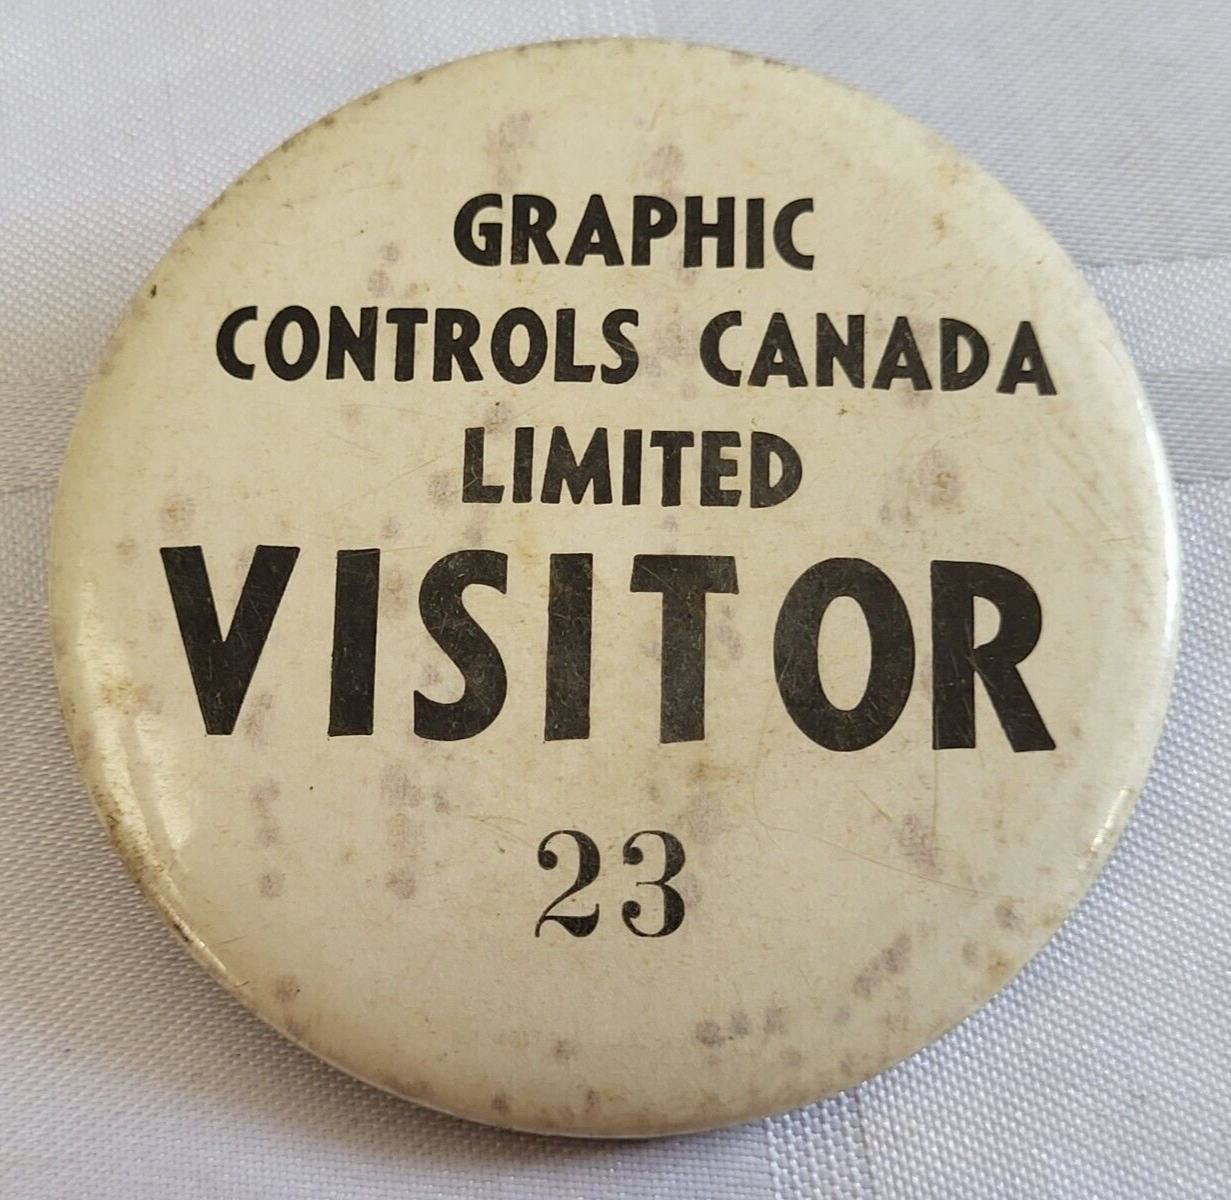 GRAPHIC
CONTROLS CANADA
LIMITED
VISITOR
23